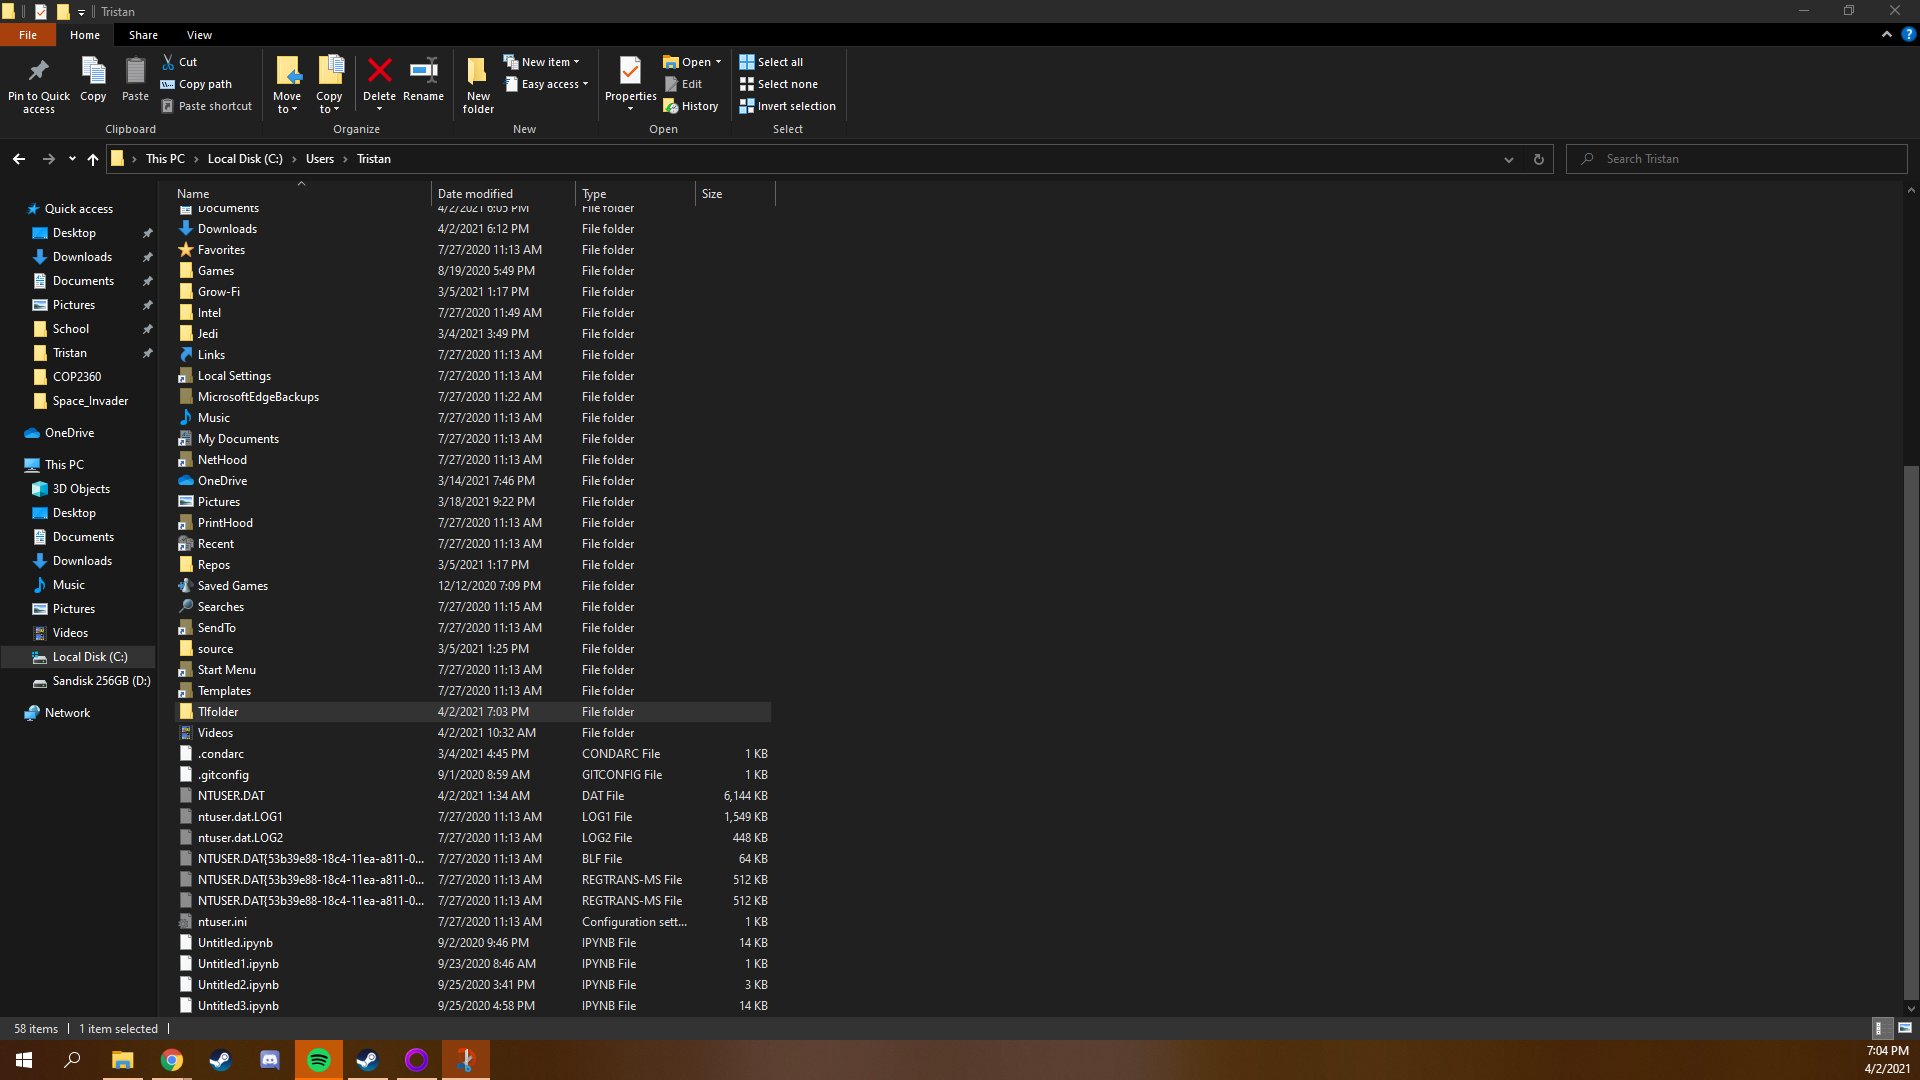 Tristan
File Home Share View
Pin to Quick access
Copy
Paste
Cut
Copy path
Paste shortcut
Clipboard
Move to
Copy to
Delete
Rename
Organize
New folder
New item
Easy access
New
Properties
Open
Edit
History
Open
Select all
Select none
Invert selection
Select
This PC Local Disk (C:) Users Tristan
Search Tristan
Quick access
Desktop
Downloads
Documents
Pictures
School
Tristan
COP2360
Space_Invader
OneDrive
This PC
3D Objects
Desktop
Documents
Downloads
Music
Pictures
Videos
Local Disk (C:)
Sandisk 256GB (D:)
Network
Name Date modified Type Size
Documents 4/2/2021 6:05 PM File folder
Downloads 4/2/2021 6:12 PM File folder
Favorites 7/27/2020 11:13 AM File folder
Games 8/19/2020 5:49 PM File folder
Grow-Fi 3/5/2021 1:17 PM File folder
Intel 7/27/2020 11:49 AM File folder
Jedi 3/4/2021 3:49 PM File folder
Links 7/27/2020 11:13 AM File folder
Local Settings 7/27/2020 11:13 AM File folder
MicrosoftEdgeBackups 7/27/2020 11:22 AM File folder
Music 7/27/2020 11:13 AM File folder
My Documents 7/27/2020 11:13 AM File folder
NetHood 7/27/2020 11:13 AM File folder
OneDrive 3/14/2021 7:46 PM File folder
Pictures 3/18/2021 9:22 PM File folder
PrintHood 7/27/2020 11:13 AM File folder
Recent 7/27/2020 11:13 AM File folder
Repos 3/5/2021 1:17 PM File folder
Saved Games 12/12/2020 7:09 PM File folder
Searches 7/27/2020 11:15 AM File folder
SendTo 7/27/2020 11:13 AM File folder
source 3/5/2021 1:25 PM File folder
Start Menu 7/27/2020 11:13 AM File folder
Templates 7/27/2020 11:13 AM File folder
Tlfolder 4/2/2021 7:03 PM File folder
Videos 4/2/2021 10:32 AM File folder
.condarc 3/4/2021 4:45 PM CONDARC File 1 KB
.gitconfig 9/1/2020 8:59 AM GITCONFIG File 1 KB
NTUSER.DAT 4/2/2021 1:34 AM DAT File 6,144 KB
ntuser.dat.LOG1 7/27/2020 11:13 AM LOG1 File 1,549 KB
ntuser.dat.LOG2 7/27/2020 11:13 AM LOG2 File 448 KB
NTUSER.DAT{53b39e88-18c4-11ea-a811-0... 7/27/2020 11:13 AM BLF File 64 KB
NTUSER.DAT{53b39e88-18c4-11ea-a811-0... 7/27/2020 11:13 AM REGTRANS-MS File 512 KB
NTUSER.DAT{53b39e88-18c4-11ea-a811-0... 7/27/2020 11:13 AM REGTRANS-MS File 512 KB
ntuser.ini 7/27/2020 11:13 AM Configuration sett... 1 KB
Untitled.ipynb 9/2/2020 9:46 PM IPYNB File 14 KB
Untitled1.ipynb 9/23/2020 8:46 AM IPYNB File 1 KB
Untitled2.ipynb 9/25/2020 3:41 PM IPYNB File 3 KB
Untitled3.ipynb 9/25/2020 4:58 PM IPYNB File 14 KB
58 items 1 item selected
7:04 PM
4/2/2021